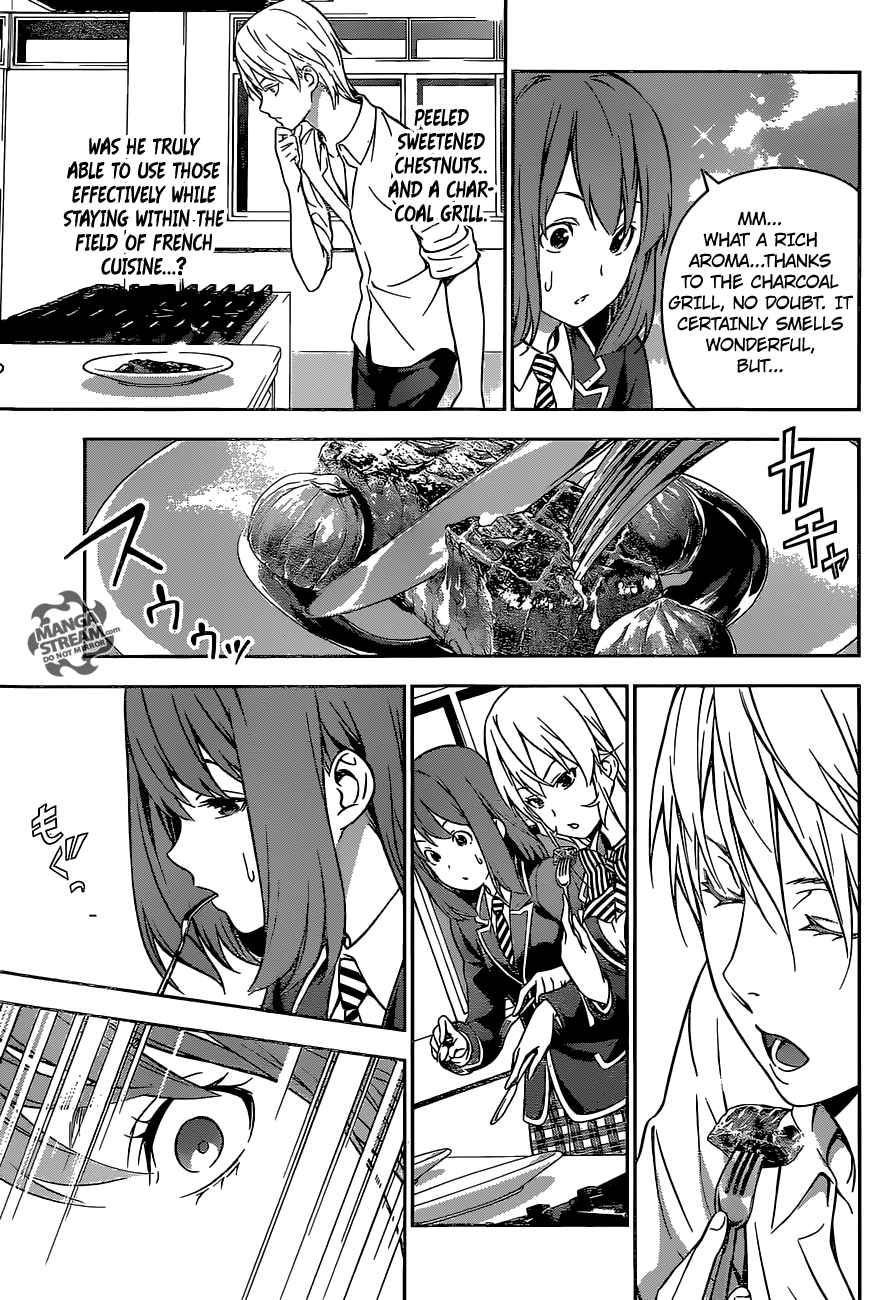 MM...
WHAT A RICH
AROMA...THANKS
TO THE CHARCOAL
GRILL, NO DOUBT. IT
CERTAINLY SMELLS
WONDERFUL,
BUT...
PEELED
SWEETENED
CHESTNUTS..
AND A CHAR-
COAL GRILL.
WAS HE TRULY
ABLE TO USE THOSE
EFFECTIVELY WHILE
STAYING WITHIN THE
FIELD OF FRENCH
CUISINE...?
カチャ
スウウッ
MANGA
STREAM.com
DO NOT MIRROR
もぐっ